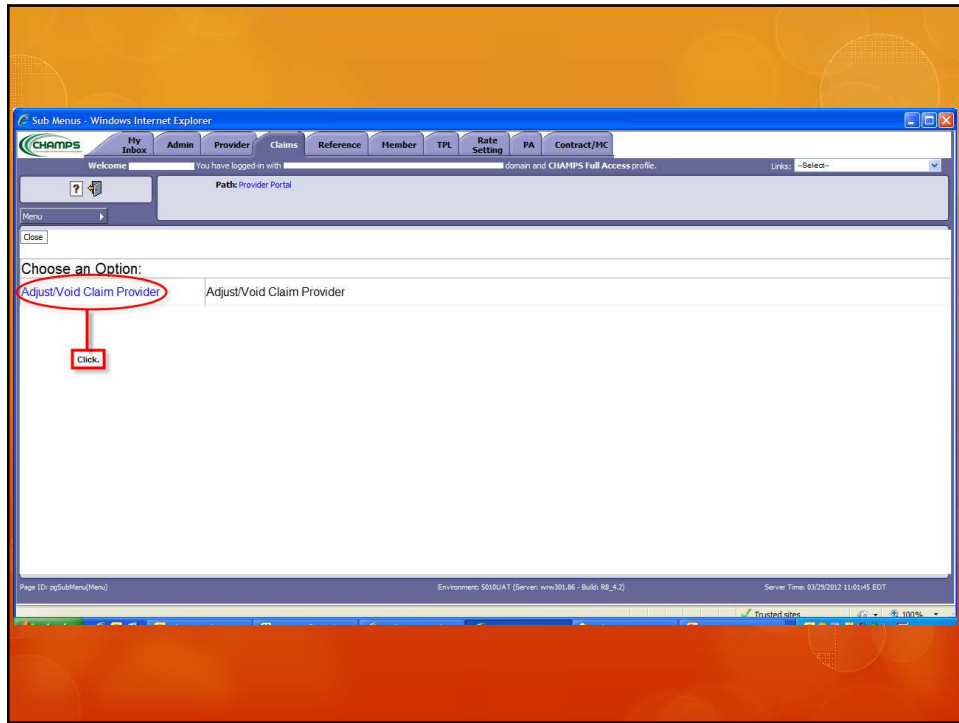 Sub Menus - Windows Internet Explorer
CHAMPS My Inbox Admin Provider Claims Reference Member TPL Rate Setting PA Contract/MC
Welcome You have logged-in with domain and CHAMPS Full Access profile. Links: --Select--
Path: Provider Portal
Menu
Close
Choose an Option:
Adjust/Void Claim Provider Adjust/Void Claim Provider
Click.
Page ID: pgSubMenu(Menu) Environment: 5010UAT (Server: wrw301.86 - Build: R8_4.2) Server Time: 03/29/2012 11:01:45 EDT
Trusted sites 100%